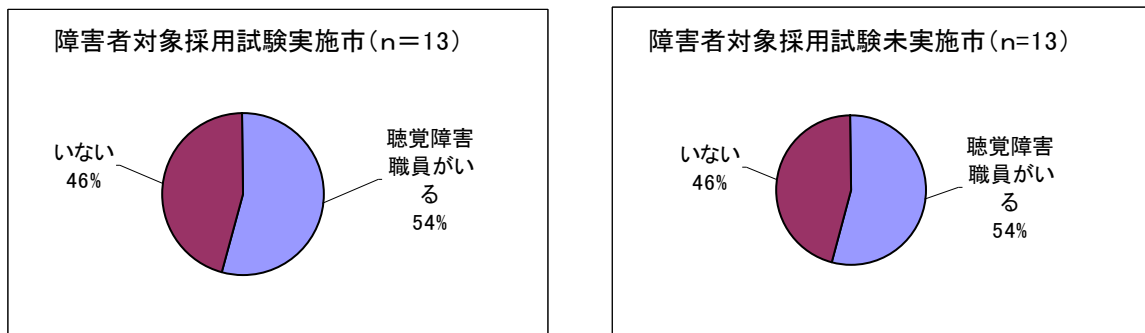 障害者対象採用試験実施市(n=13)
いない
46%
聴覚障害
職員がい
る
54%
障害者対象採用試験未実施市(n=13)
いない
46%
聴覚障害
職員がい
る
54%